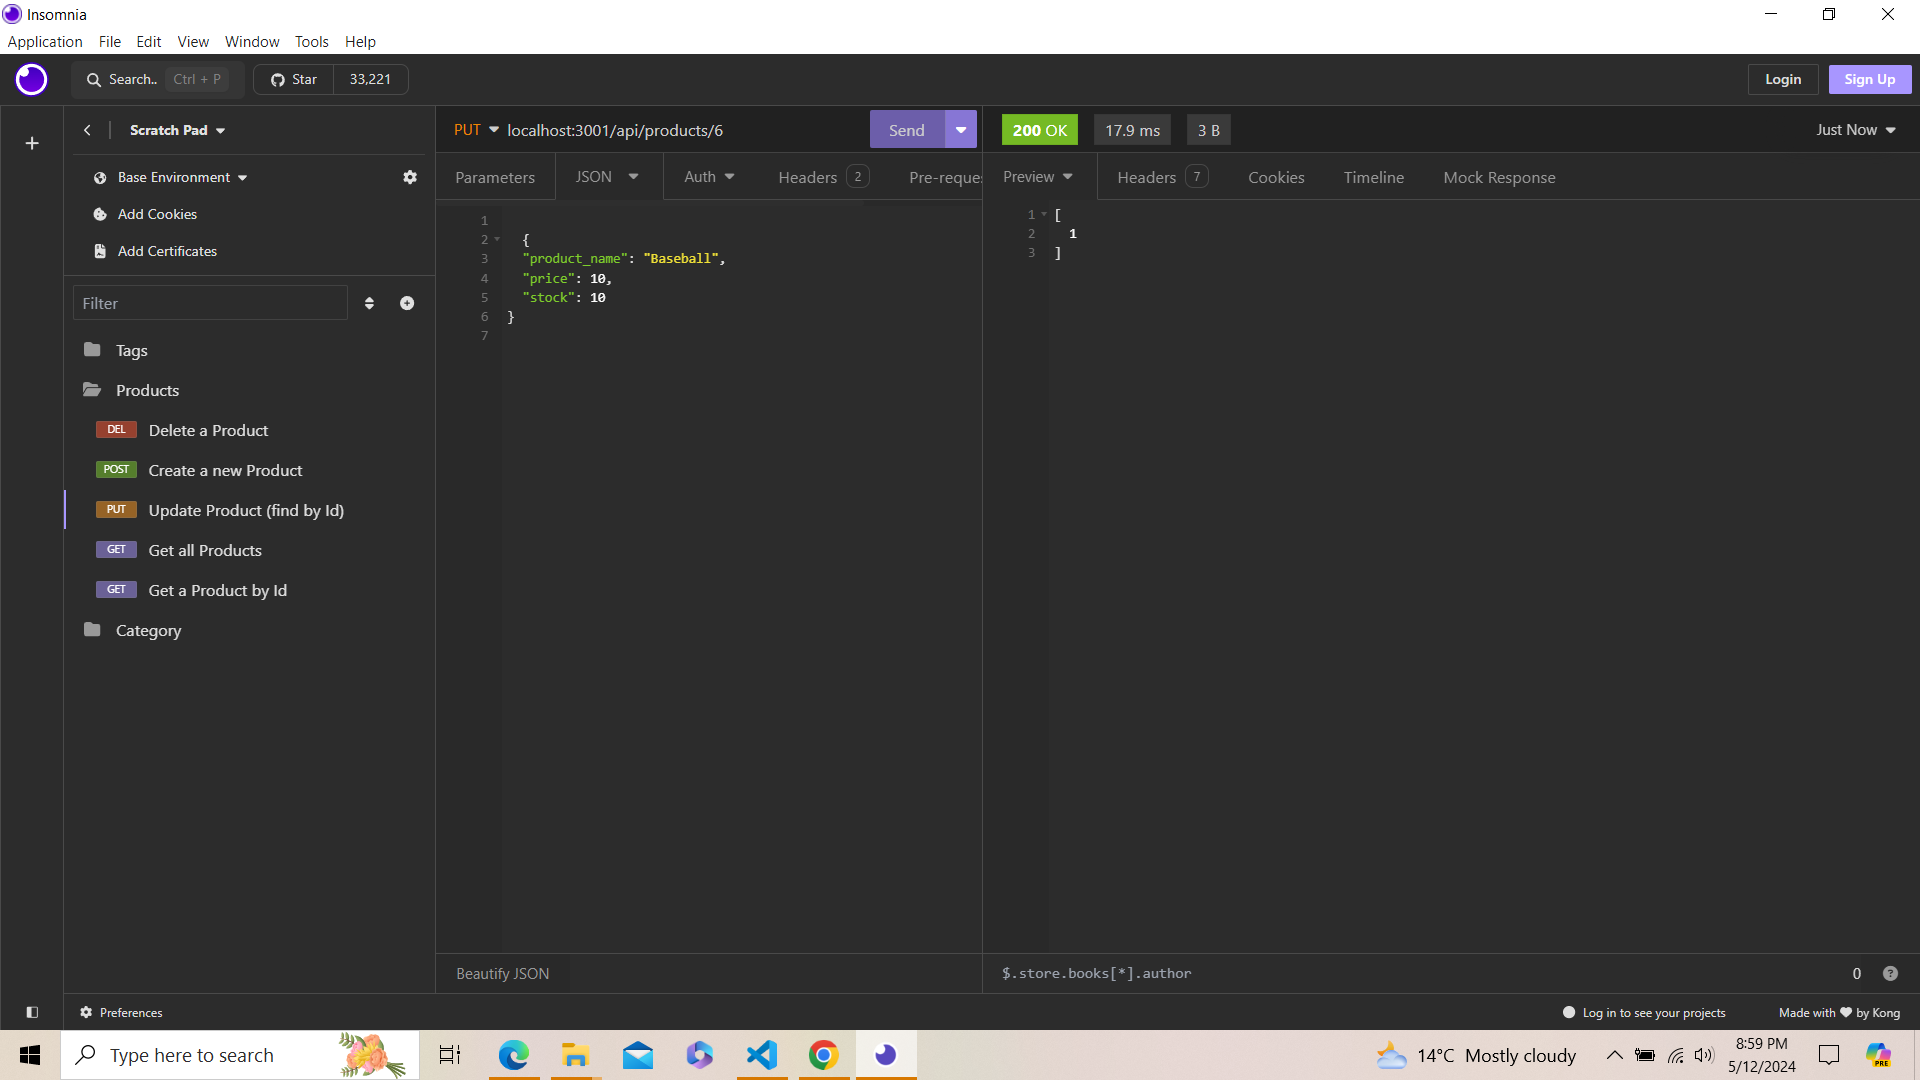 Insomnia
Application File Edit View Window Tools Help
Search.. Ctrl + P Star 33,221 Login Sign Up
Scratch Pad
Base Environment
Add Cookies
Add Certificates
Filter
Tags
Products
DEL Delete a Product
POST Create a new Product
PUT Update Product (find by Id)
GET Get all Products
GET Get a Product by Id
Category
PUT localhost:3001/api/products/6 Send
Parameters JSON Auth Headers 2 Pre-reques
1
2 {
3 "product_name": "Baseball",
4 "price": 10,
5 "stock": 10
6 }
7
Beautify JSON
200 OK 17.9 ms 3 B Just Now
Preview Headers 7 Cookies Timeline Mock Response
1 [
2 1
3 ]
$.store.books[*].author 0 ?
Preferences Log in to see your projects Made with ❤ by Kong
Type here to search
14°C Mostly cloudy
8:59 PM
5/12/2024
PRE